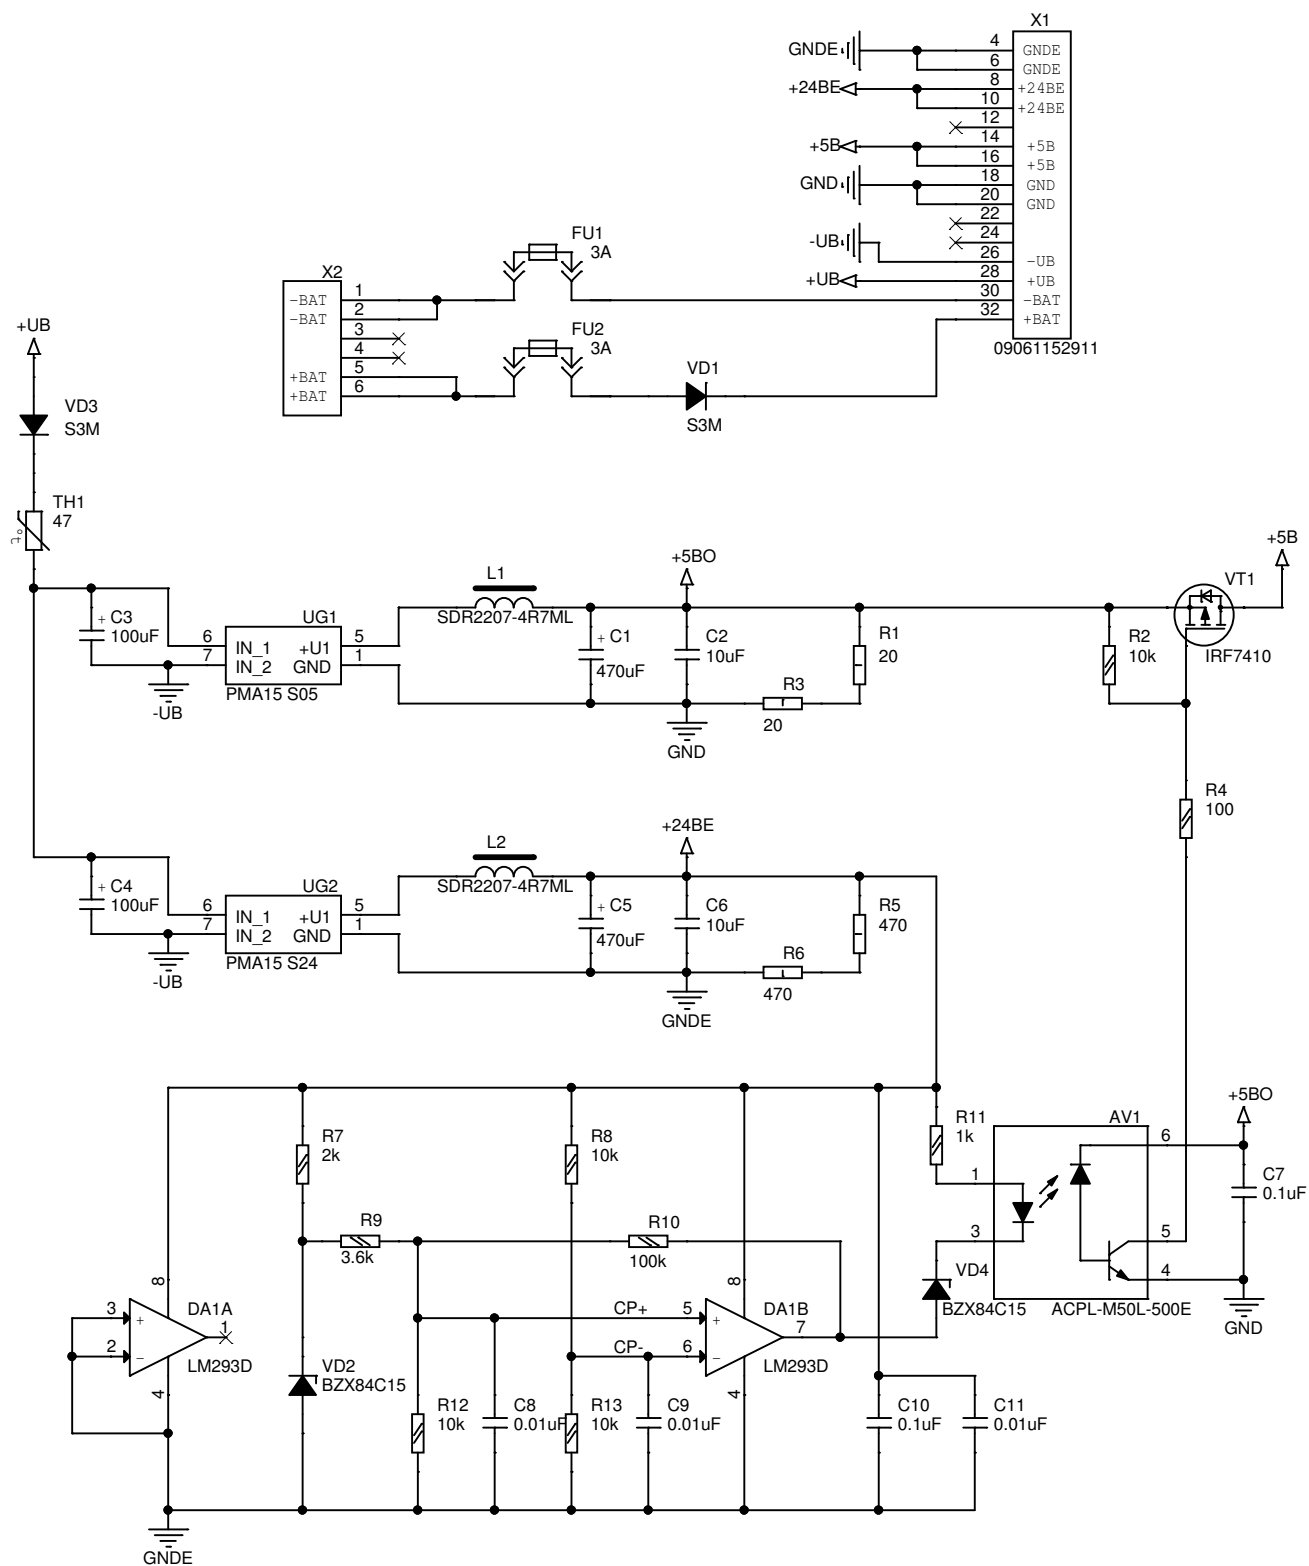 X1
GNDE
4
GNDE
6
GNDE
+24BE
8
+24BE
10
+24BE
12
+5B
14
+5B
16
+5B
GND
18
GND
20
GND
22
24
-UB
26
-UB
+UB
28
+UB
30
-BAT
32
+BAT
09061152911
X2
-BAT
1
-BAT
2
3
4
+BAT
5
+BAT
6
FU1
3A
FU2
3A
VD1
S3M
+UB
VD3
S3M
TH1
47
°t
+ C3
100uF
-UB
UG1
6
IN_1
+U1
5
7
IN_2
GND
1
PMA15 S05
L1
SDR2207-4R7ML
+ C1
470uF
+5BO
C2
10uF
GND
R3
20
R1
20
R2
10k
VT1
IRF7410
+5B
R4
100
+ C4
100uF
-UB
UG2
6
IN_1
+U1
5
7
IN_2
GND
1
PMA15 S24
L2
SDR2207-4R7ML
+ C5
470uF
+24BE
C6
10uF
GNDE
R6
470
R5
470
R7
2k
R8
10k
R9
3.6k
R10
100k
R11
1k
AV1
1
3
6
5
4
ACPL-M50L-500E
+5BO
C7
0.1uF
GND
VD4
BZX84C15
8
DA1A
3
+
1
2
-
LM293D
4
VD2
BZX84C15
8
CP+
5
+
DA1B
7
CP-
6
-
LM293D
4
R12
10k
C8
0.01uF
R13
10k
C9
0.01uF
C10
0.1uF
C11
0.01uF
GNDE